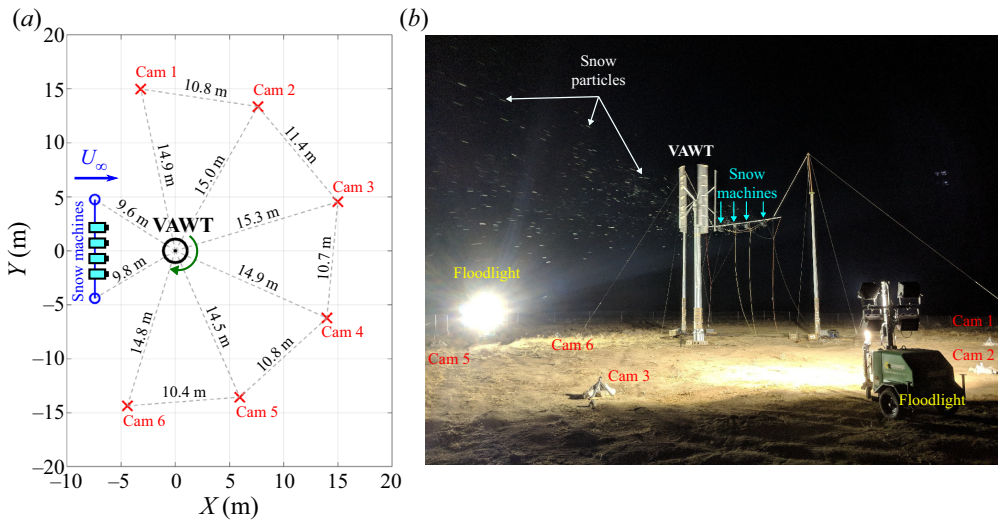 (a)
20
15
10
5
0
−5
−10
−15
−20
−10
−5
0
5
10
15
20
X (m)
Y (m)
U∞
Snow machines
VAWT
Cam 1
Cam 2
Cam 3
Cam 4
Cam 5
Cam 6
10.8 m
11.4 m
14.9 m
15.0 m
15.3 m
9.6 m
9.8 m
10.7 m
14.9 m
14.8 m
14.5 m
10.8 m
10.4 m
(b)
Snow
particles
VAWT
Snow
machines
Floodlight
Cam 1
Cam 5
Cam 6
Cam 2
Cam 3
Floodlight